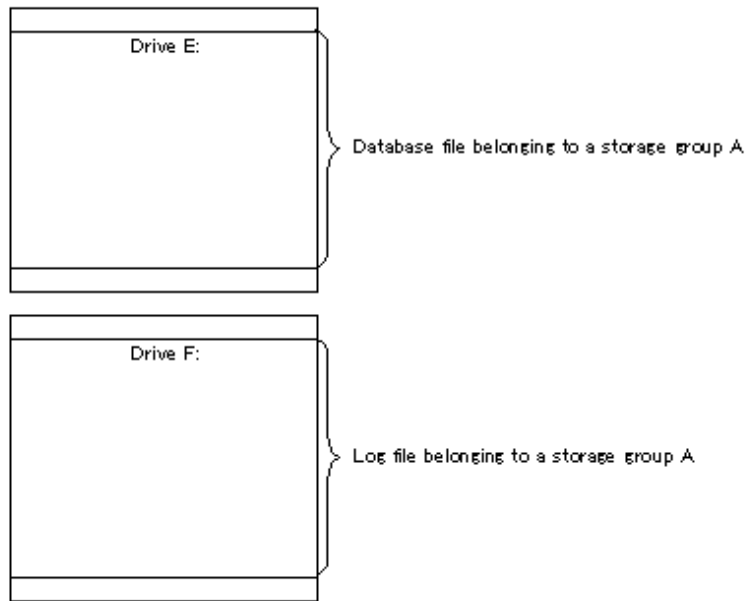 Drive E:
Database file belonging to a storage group A
Drive F:
Log file belonging to a storage group A